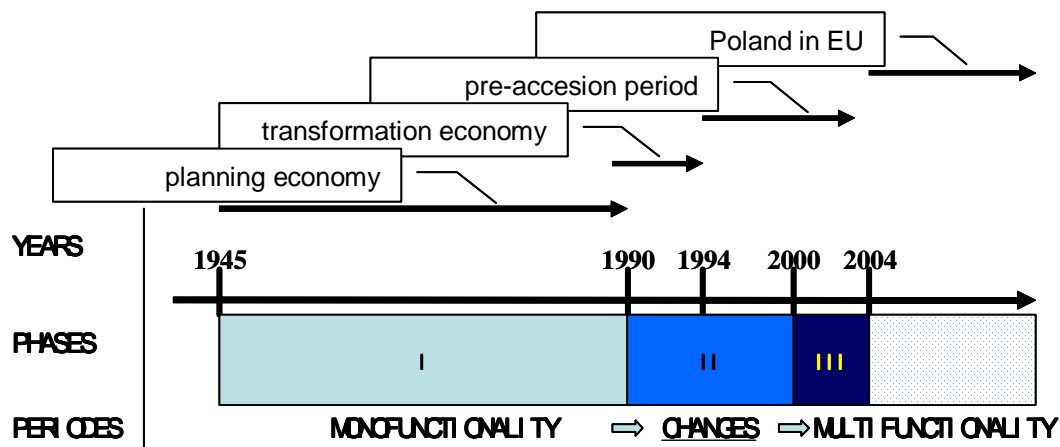 Poland in EU
pre-accesion period
transformation economy
planning economy
YEARS
1945 1990 1994 2000 2004
PHASES
I II III
PERIODES MONOFUNCTIONALITY CHANGES MULTIFUNCTIONALITY